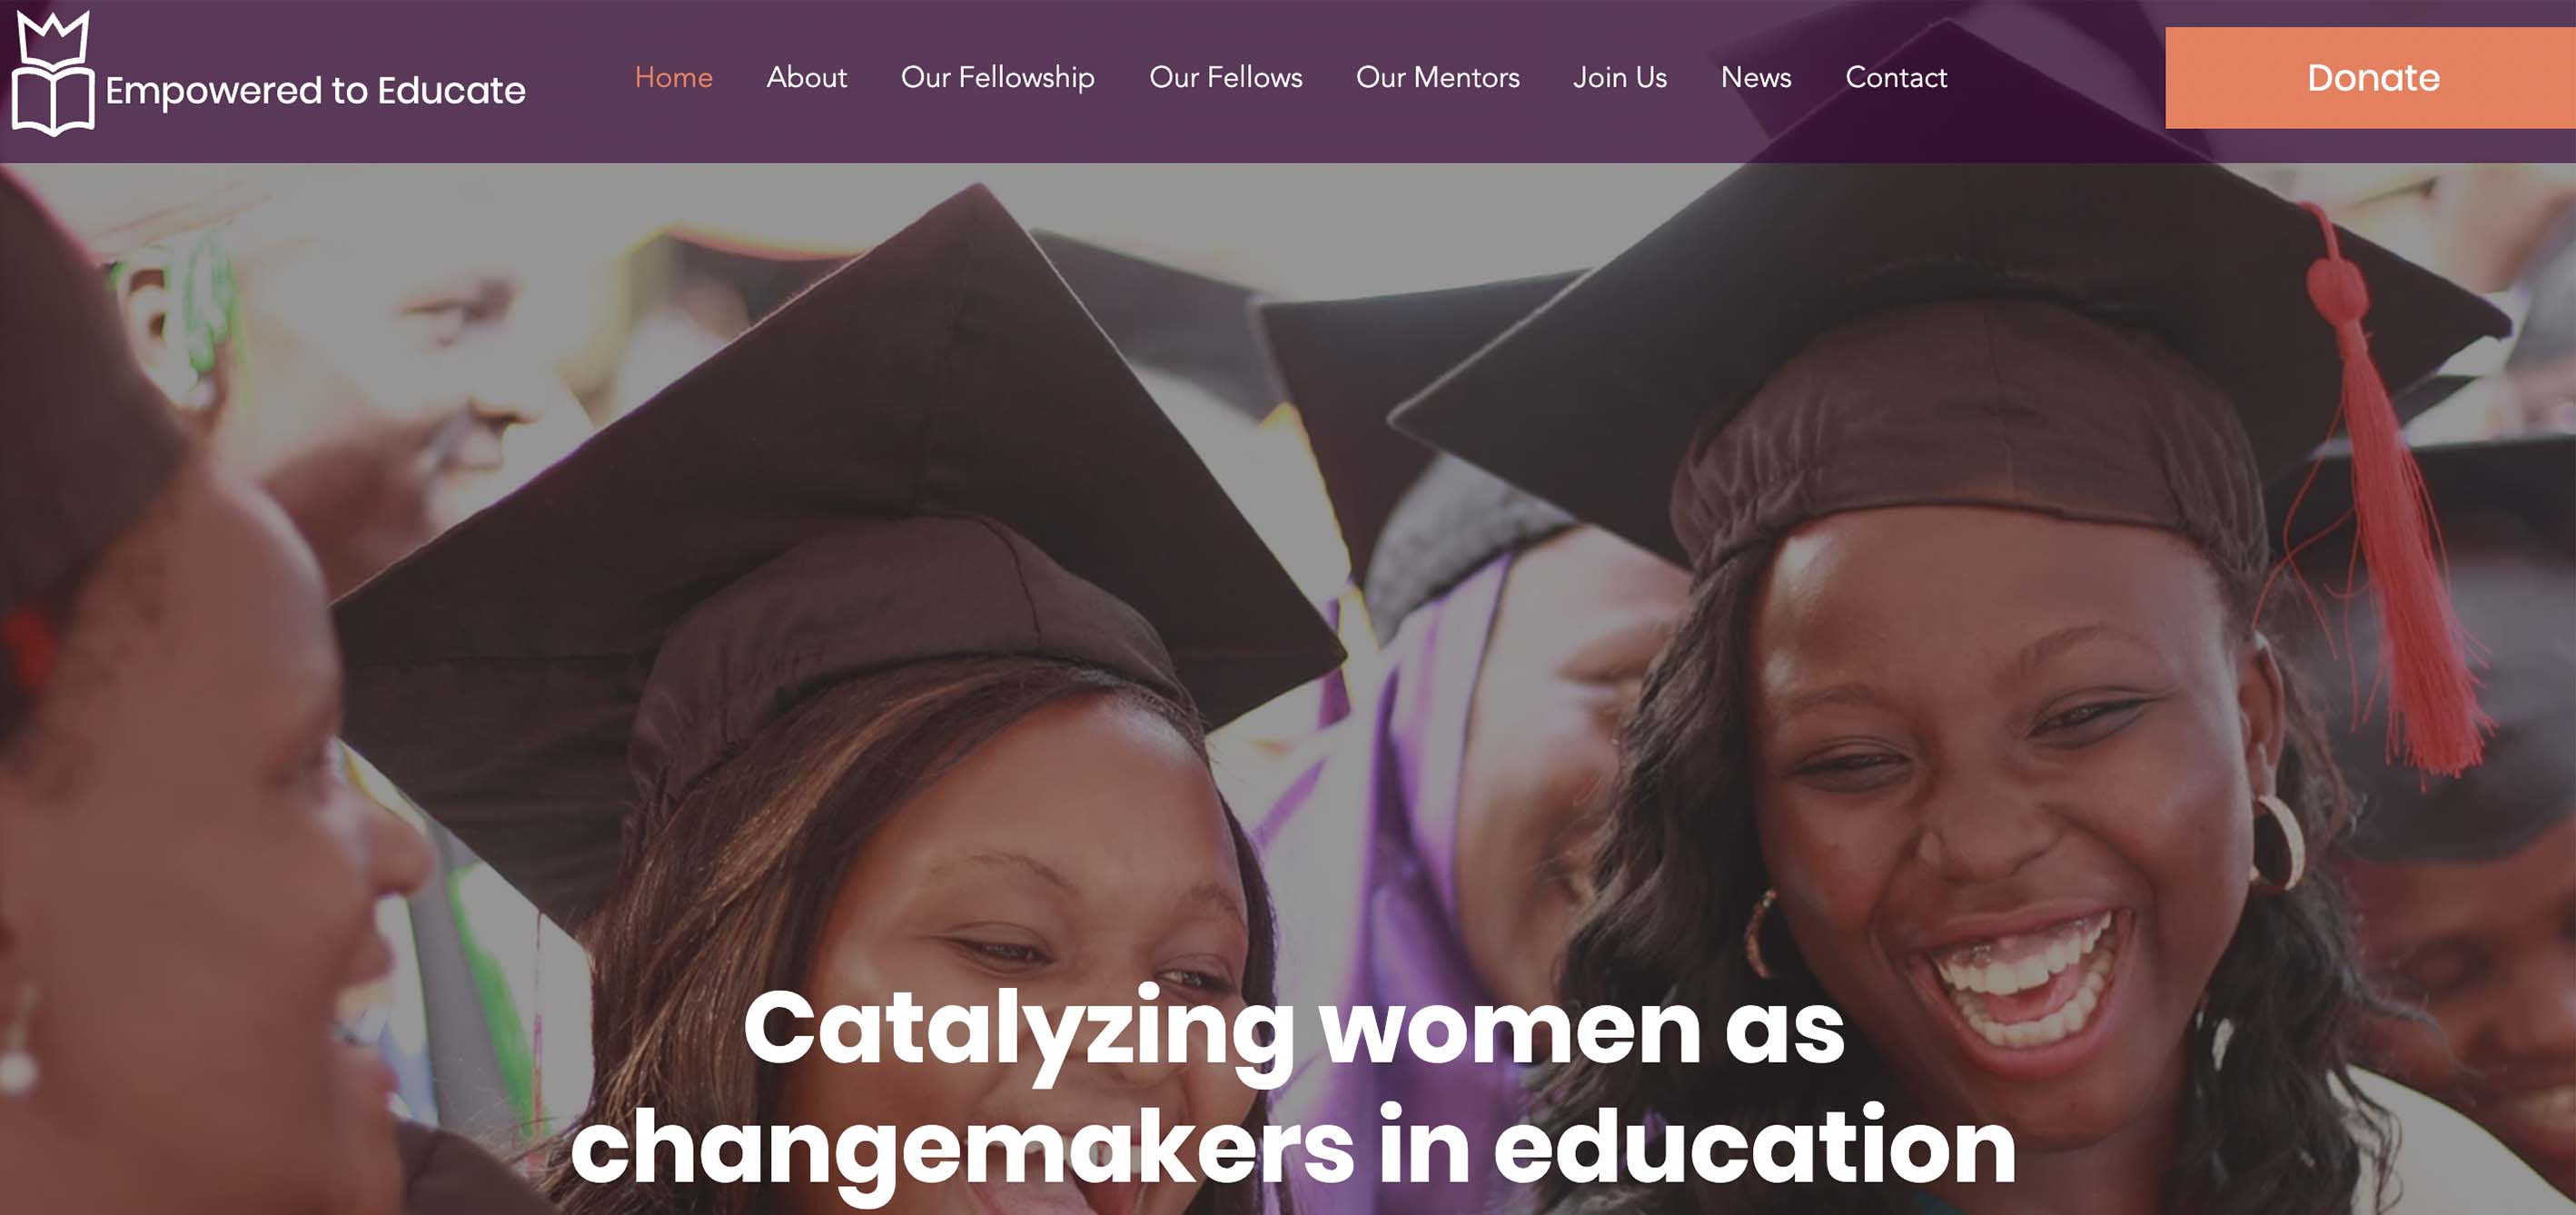 Empowered to Educate
Home About Our Fellowship Our Fellows Our Mentors Join Us News Contact
Donate
Catalyzing women as
changemakers in education